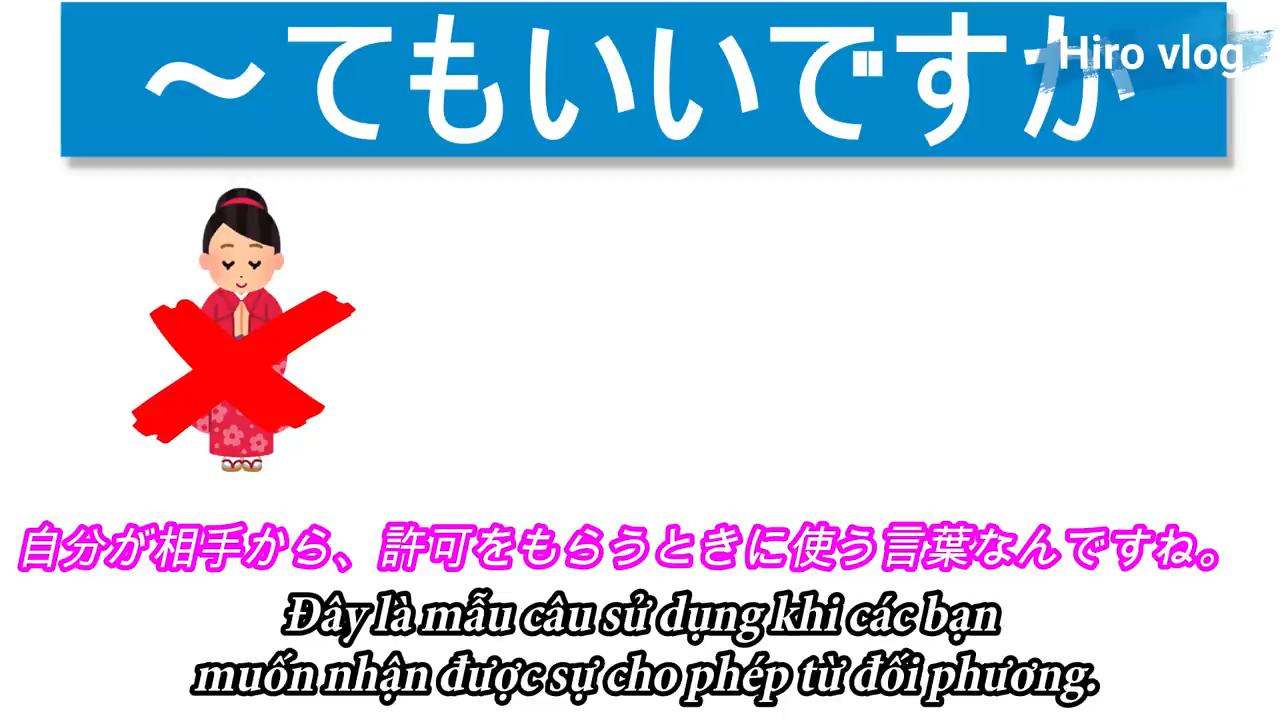 ～てもいいですか
Hiro vlog
自分が相手から、許可をもらうときに使う言葉なんですね。
Đây là mẫu câu sử dụng khi các bạn
muốn nhận được sự cho phép từ đối phương.